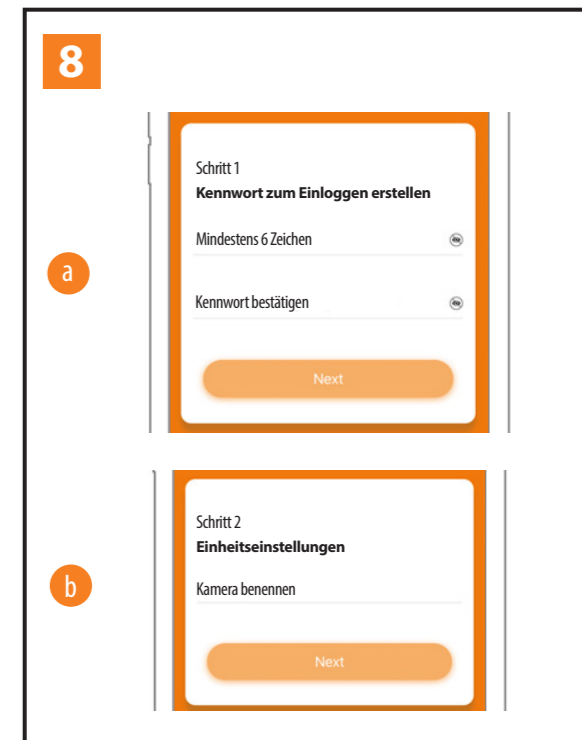 8
a
Schritt 1
Kennwort zum Einloggen erstellen
Mindestens 6 Zeichen
Kennwort bestätigen
Next
b
Schritt 2
Einheitseinstellungen
Kamera benennen
Next